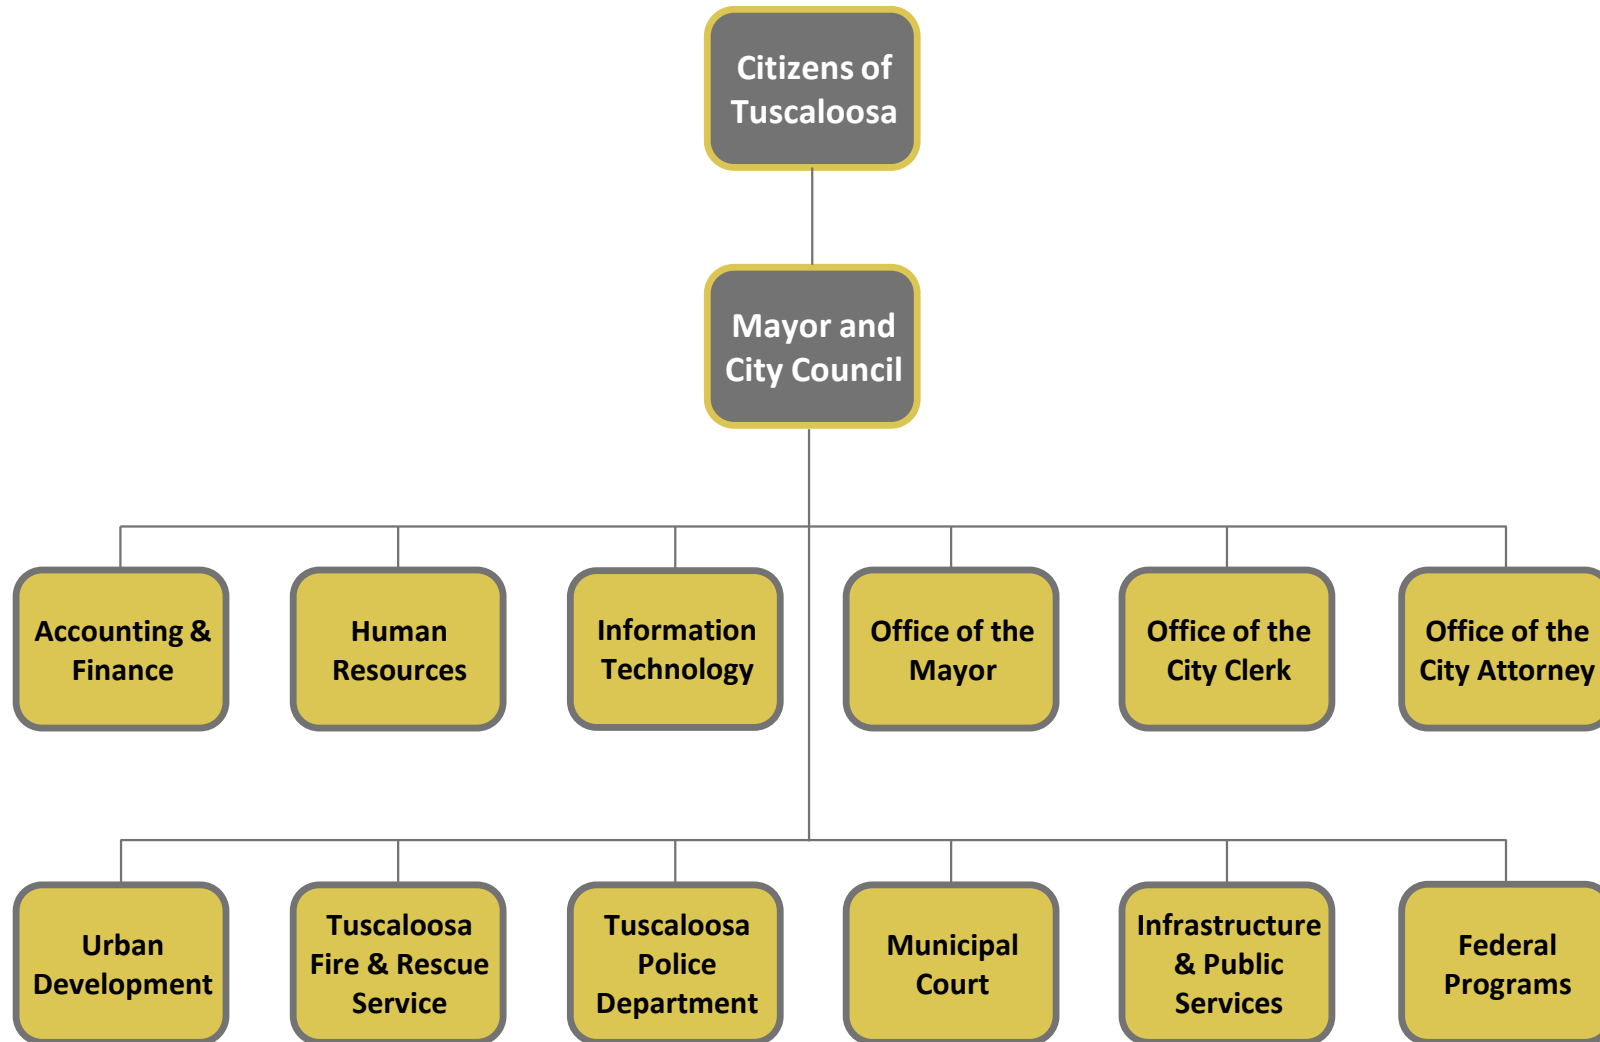 Citizens of
Tuscaloosa
Mayor and
City Council
Accounting &
Finance
Human
Resources
Information
Technology
Office of the
Mayor
Office of the
City Clerk
Office of the
City Attorney
Urban
Development
Tuscaloosa
Fire & Rescue
Service
Tuscaloosa
Police
Department
Municipal
Court
Infrastructure
& Public
Services
Federal
Programs